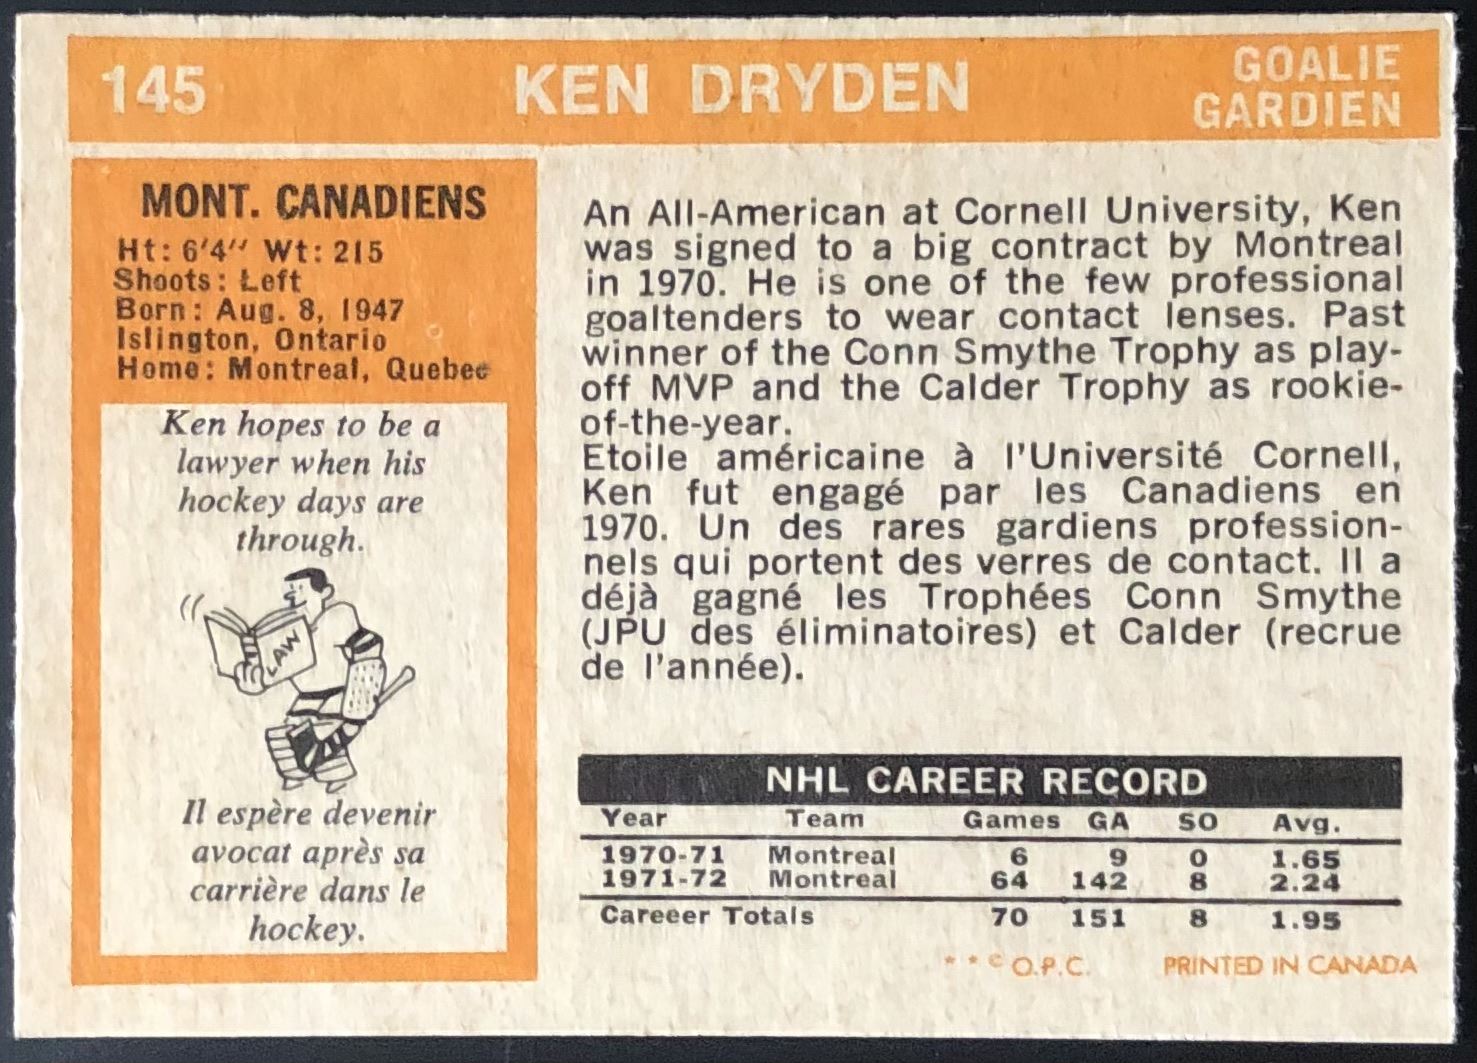 145 KEN DRYDEN GOALIE
GARDIEN
MONT. CANADIENS
Ht: 6'4'' Wt: 215
Shoots: Left
Born: Aug. 8, 1947
Islington, Ontario
Home: Montreal, Quebec
Ken hopes to be a
lawyer when his
hockey days are
through.
LAW
Il espère devenir
avocat après sa
carrière dans le
hockey.
An All-American at Cornell University, Ken
was signed to a big contract by Montreal
in 1970. He is one of the few professional
goaltenders to wear contact lenses. Past
winner of the Conn Smythe Trophy as play-
off MVP and the Calder Trophy as rookie-
of-the-year.
Etoile américaine à l'Université Cornell,
Ken fut engagé par les Canadiens en
1970. Un des rares gardiens profession-
nels qui portent des verres de contact. Il a
déjà gagné les Trophées Conn Smythe
(JPU des éliminatoires) et Calder (recrue
de l'année).
NHL CAREER RECORD
Year Team Games GA SO Avg.
1970-71 Montreal 6 9 0 1.65
1971-72 Montreal 64 142 8 2.24
Careeer Totals 70 151 8 1.95
* * © O.P.C. PRINTED IN CANADA